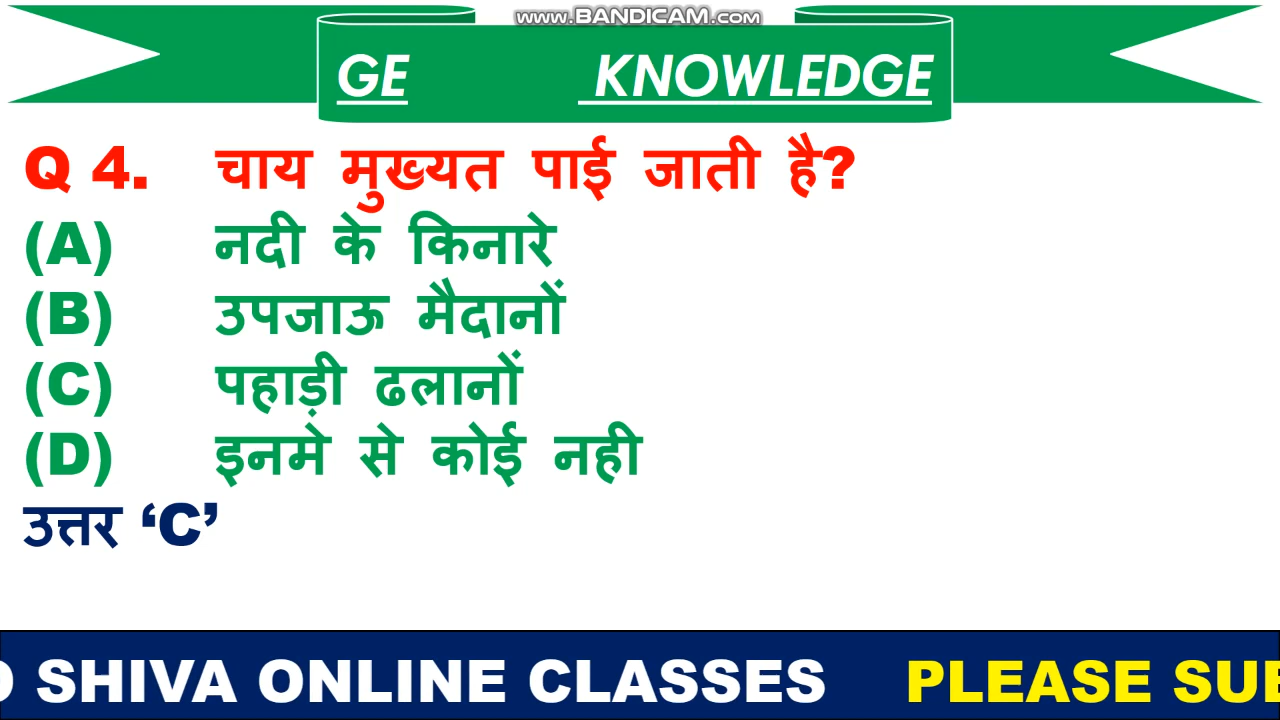 www.BANDICAM.com
GE KNOWLEDGE
Q 4. चाय मुख्यत पाई जाती है?
(A) नदी के किनारे
(B) उपजाऊ मैदानों
(C) पहाड़ी ढलानों
(D) इनमे से कोई नही
उत्तर ‘C’
SHIVA ONLINE CLASSES PLEASE